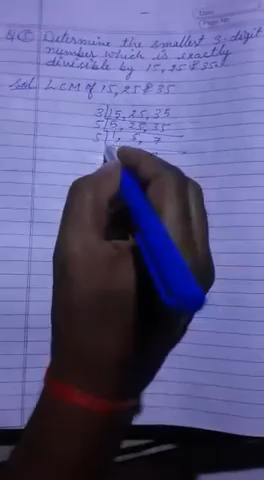 Q Determine the smallest 3-digit
number which is exactly
divisible by 15, 25 & 35.
Sol LCM of 15, 25 & 35
3 | 15, 25, 35
5 | 5, 25, 35
5 | 1, 5, 7